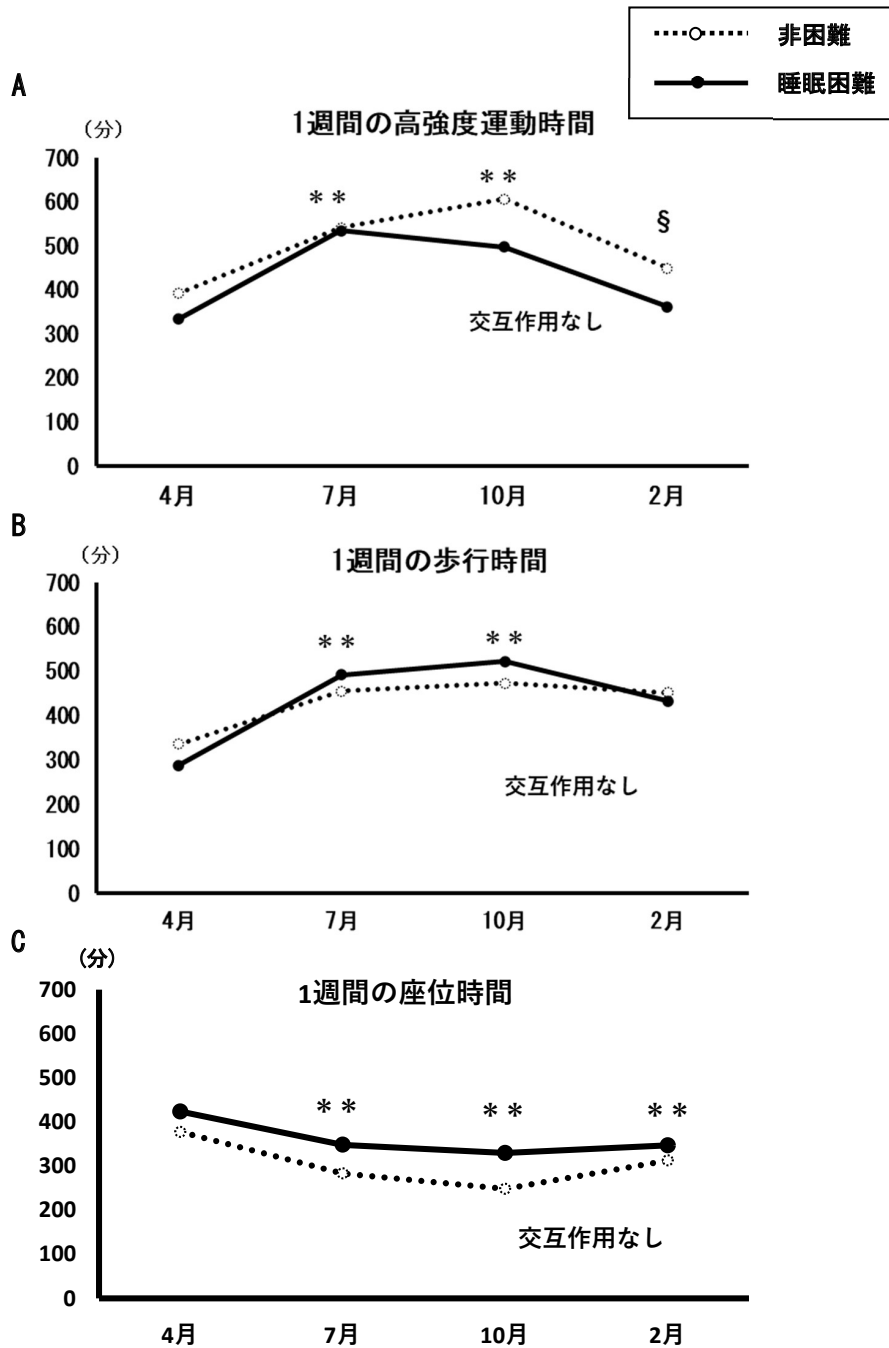 非困難
睡眠困難
A
1週間の高強度運動時間
（分）
700
600
500
400
300
200
100
0
** ** §
交互作用なし
4月 7月 10月 2月
B
1週間の歩行時間
（分）
700
600
500
400
300
200
100
0
** **
交互作用なし
4月 7月 10月 2月
C
（分）
1週間の座位時間
700
600
500
400
300
200
100
0
** ** **
交互作用なし
4月 7月 10月 2月